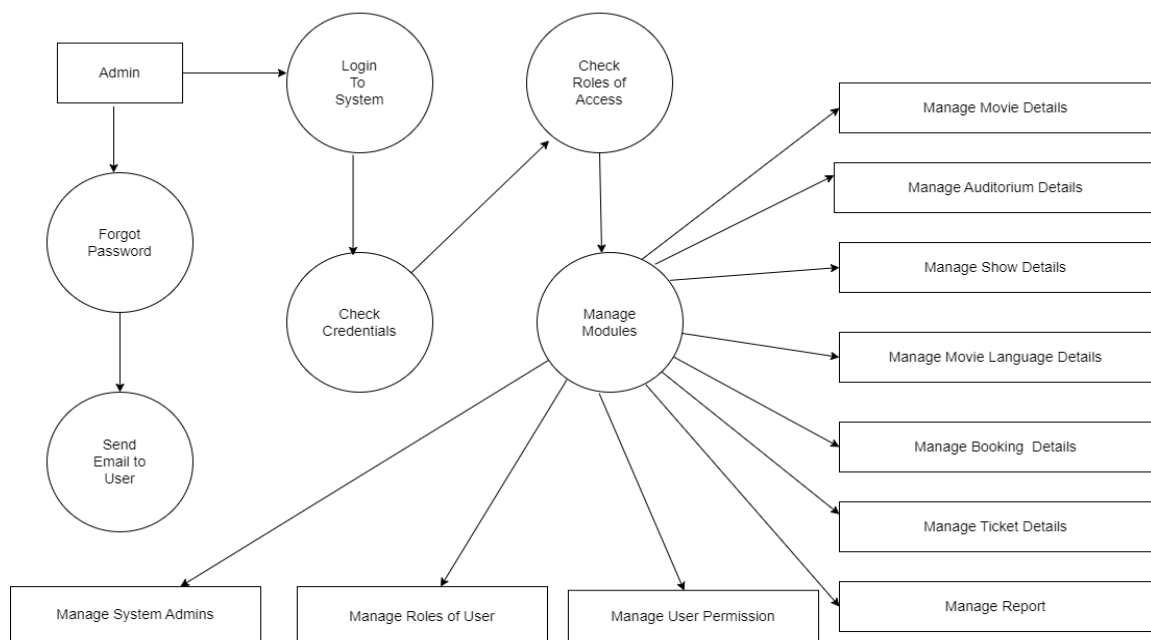 Admin
Login
To
System
Check
Roles of
Access
Manage Movie Details
Manage Auditorium Details
Forgot
Password
Manage Show Details
Check
Credentials
Manage
Modules
Manage Movie Language Details
Send
Email to
User
Manage Booking Details
Manage Ticket Details
Manage System Admins
Manage Roles of User
Manage User Permission
Manage Report